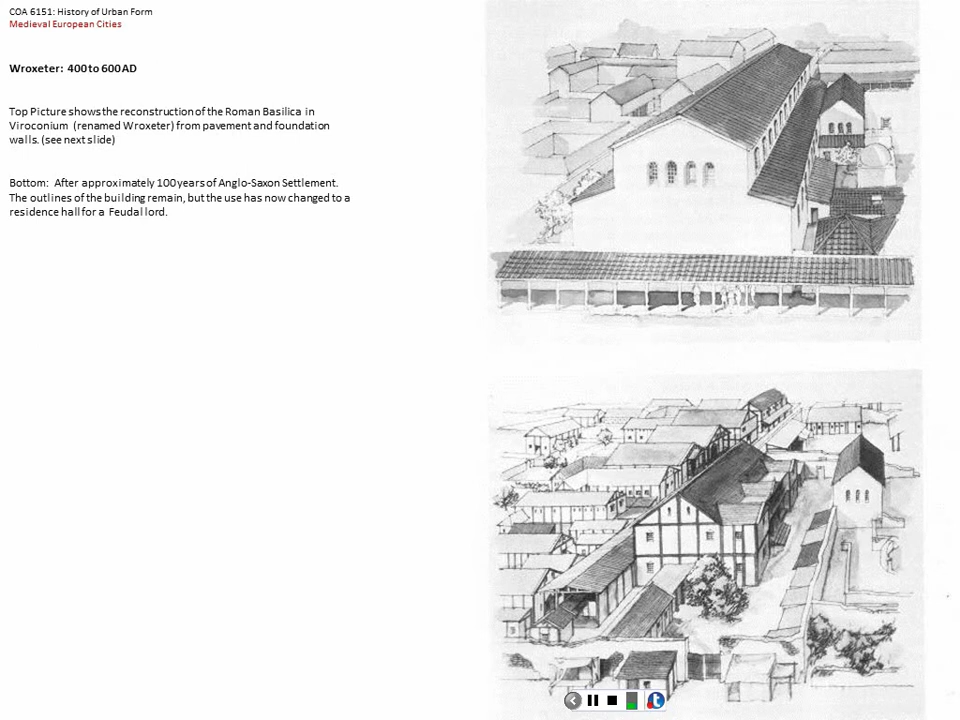 COA 6151: History of Urban Form
Medieval European Cities
Wroxeter: 400 to 600 AD
Top Picture shows the reconstruction of the Roman Basilica in
Viroconium (renamed Wroxeter) from pavement and foundation
walls. (see next slide)
Bottom: After approximately 100 years of Anglo-Saxon Settlement.
The outlines of the building remain, but the use has now changed to a
residence hall for a Feudal lord.